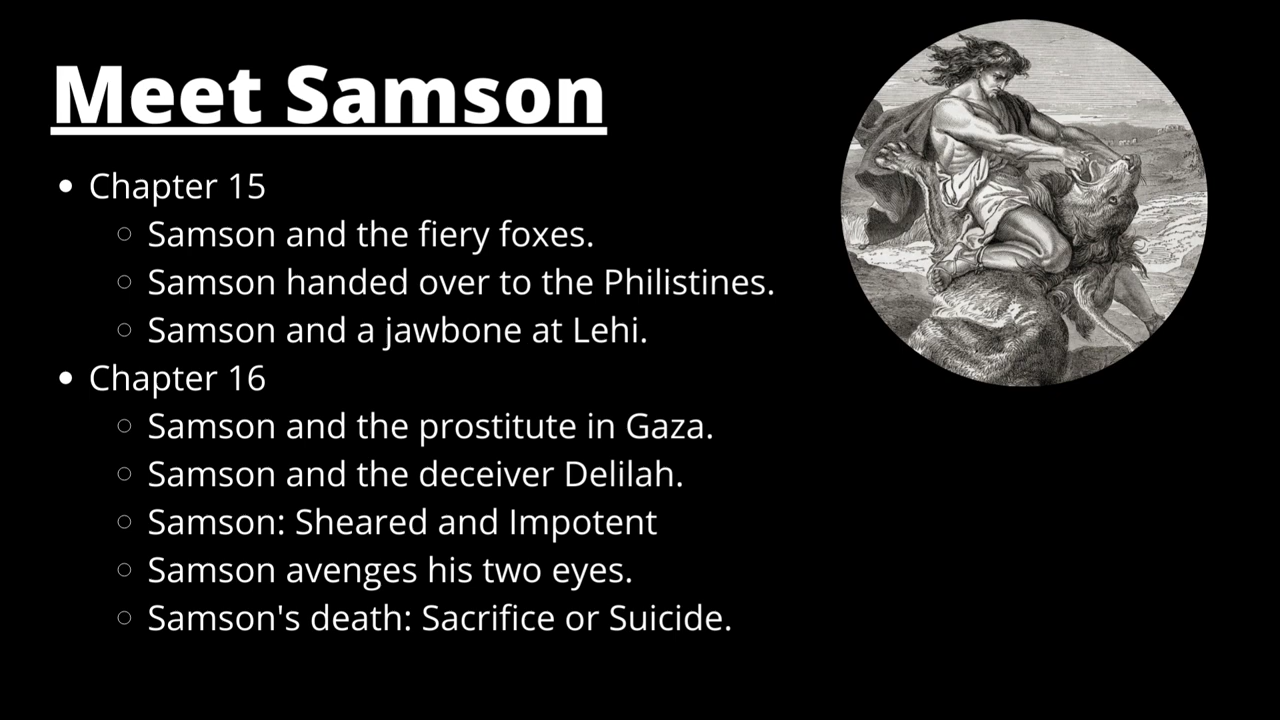 Meet Samson
Chapter 15
Samson and the fiery foxes.
Samson handed over to the Philistines.
Samson and a jawbone at Lehi.
Chapter 16
Samson and the prostitute in Gaza.
Samson and the deceiver Delilah.
Samson: Sheared and Impotent
Samson avenges his two eyes.
Samson's death: Sacrifice or Suicide.